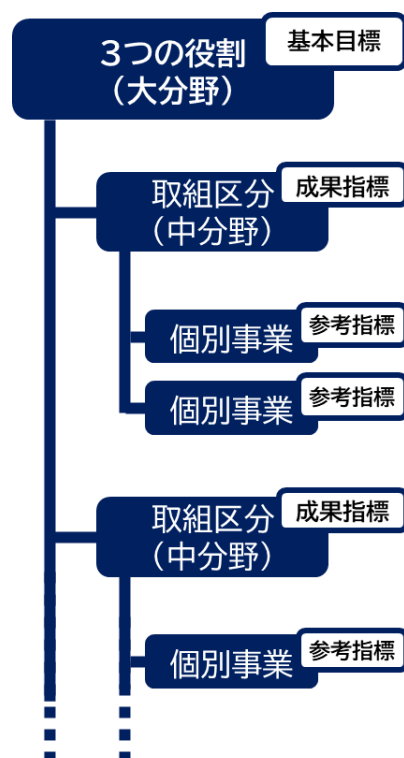 基本目標
3つの役割
(大分野)
成果指標
取組区分
(中分野)
参考指標
個別事業
参考指標
個別事業
成果指標
取組区分
(中分野)
参考指標
個別事業